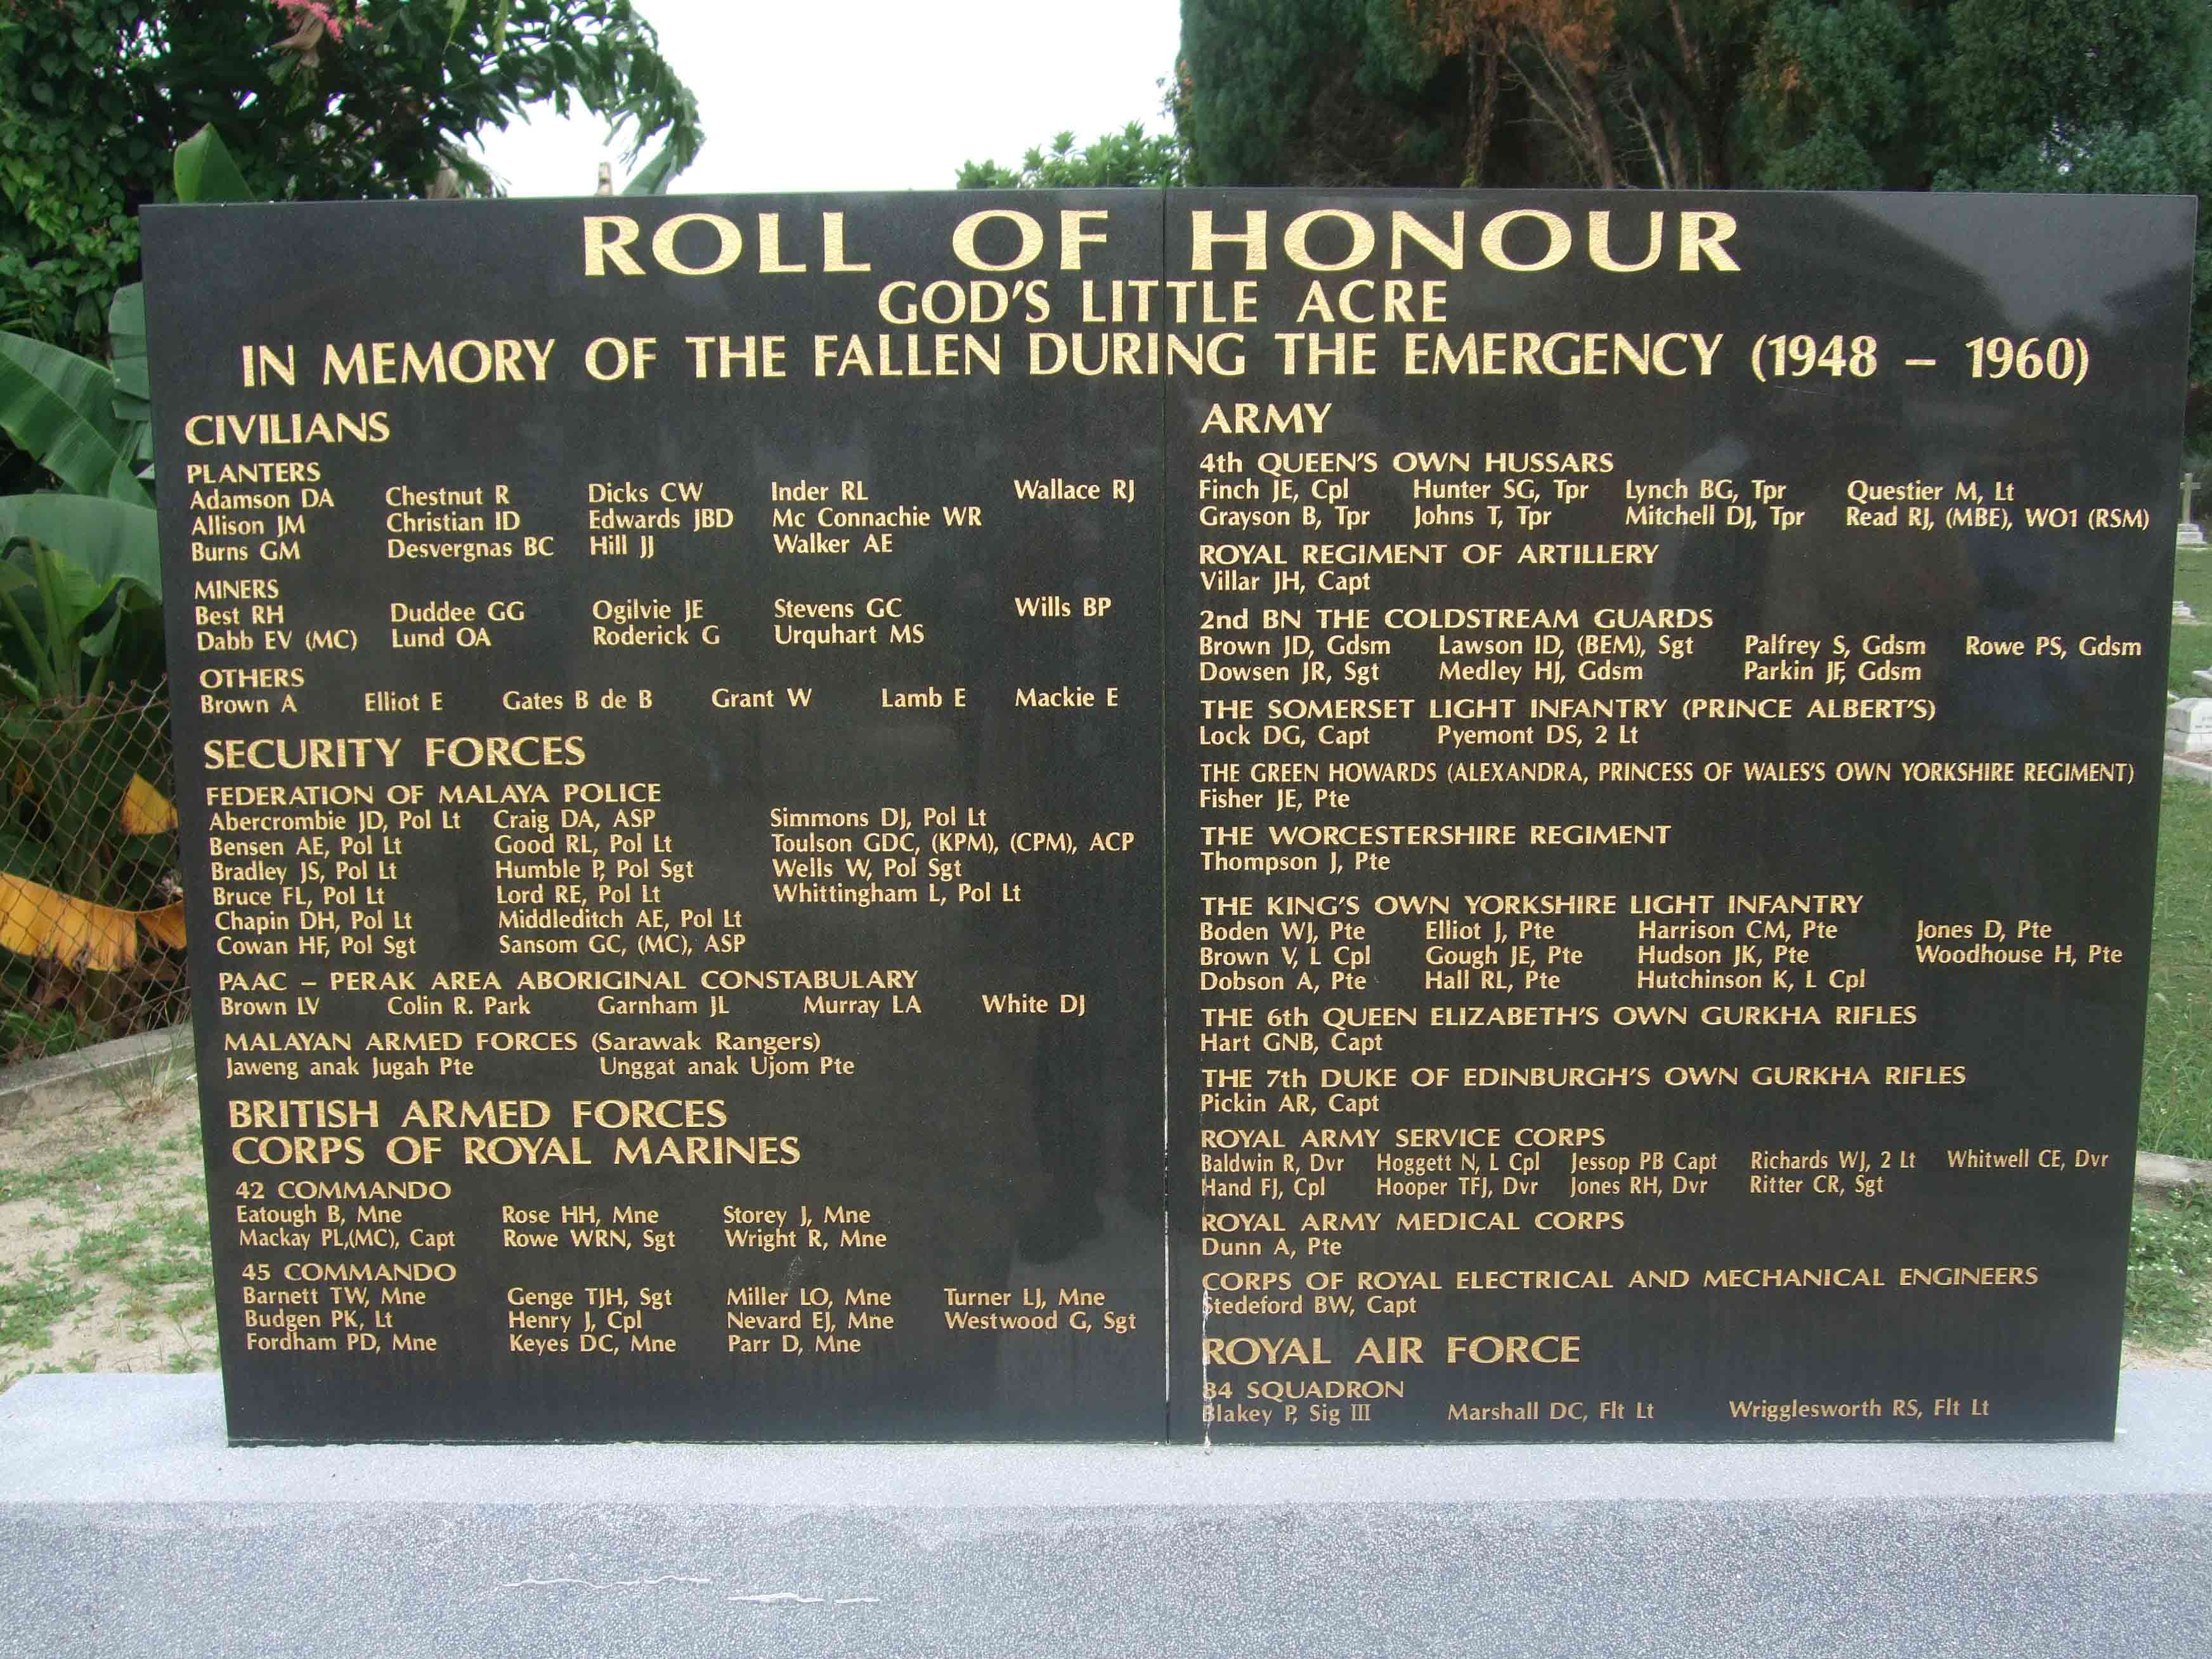 ROLL OF HONOUR
GOD'S LITTLE ACRE
IN MEMORY OF THE FALLEN DURING THE EMERGENCY (1948 – 1960)
CIVILIANS
PLANTERS
Adamson DA Chestnut R Dicks CW Inder RL Wallace RJ
Allison JM Christian ID Edwards JBD Mc Connachie WR
Burns GM Desvergnas BC Hill JJ Walker AE
MINERS
Best RH Duddee GG Ogilvie JE Stevens GC Wills BP
Dabb EV (MC) Lund OA Roderick G Urquhart MS
OTHERS
Brown A Elliot E Gates B de B Grant W Lamb E Mackie E
SECURITY FORCES
FEDERATION OF MALAYA POLICE
Abercrombie JD, Pol Lt Craig DA, ASP Simmons DJ, Pol Lt
Bensen AE, Pol Lt Good RL, Pol Lt Toulson GDC, (KPM), (CPM), ACP
Bradley JS, Pol Lt Humble P, Pol Sgt Wells W, Pol Sgt
Bruce FL, Pol Lt Lord RE, Pol Lt Whittingham L, Pol Lt
Chapin DH, Pol Lt Middleditch AE, Pol Lt
Cowan HF, Pol Sgt Sansom GC, (MC), ASP
PAAC – PERAK AREA ABORIGINAL CONSTABULARY
Brown LV Colin R. Park Garnham JL Murray LA White DJ
MALAYAN ARMED FORCES (Sarawak Rangers)
Jaweng anak Jugah Pte Unggat anak Ujom Pte
BRITISH ARMED FORCES
CORPS OF ROYAL MARINES
42 COMMANDO
Eatough B, Mne Rose HH, Mne Storey J, Mne
Mackay PL,(MC), Capt Rowe WRN, Sgt Wright R, Mne
45 COMMANDO
Barnett TW, Mne Genge TJH, Sgt Miller LO, Mne Turner LJ, Mne
Budgen PK, Lt Henry J, Cpl Nevard EJ, Mne Westwood G, Sgt
Fordham PD, Mne Keyes DC, Mne Parr D, Mne
ARMY
4th QUEEN'S OWN HUSSARS
Finch JE, Cpl Hunter SG, Tpr Lynch BG, Tpr Questier M, Lt
Grayson B, Tpr Johns T, Tpr Mitchell DJ, Tpr Read RJ, (MBE), WO1 (RSM)
ROYAL REGIMENT OF ARTILLERY
Villar JH, Capt
2nd BN THE COLDSTREAM GUARDS
Brown JD, Gdsm Lawson ID, (BEM), Sgt Palfrey S, Gdsm Rowe PS, Gdsm
Dowsen JR, Sgt Medley HJ, Gdsm Parkin JF, Gdsm
THE SOMERSET LIGHT INFANTRY (PRINCE ALBERT'S)
Lock DG, Capt Pyemont DS, 2 Lt
THE GREEN HOWARDS (ALEXANDRA, PRINCESS OF WALES'S OWN YORKSHIRE REGIMENT)
Fisher JE, Pte
THE WORCESTERSHIRE REGIMENT
Thompson J, Pte
THE KING'S OWN YORKSHIRE LIGHT INFANTRY
Boden WJ, Pte Elliot J, Pte Harrison CM, Pte Jones D, Pte
Brown V, L Cpl Gough JE, Pte Hudson JK, Pte Woodhouse H, Pte
Dobson A, Pte Hall RL, Pte Hutchinson K, L Cpl
THE 6th QUEEN ELIZABETH'S OWN GURKHA RIFLES
Hart GNB, Capt
THE 7th DUKE OF EDINBURGH'S OWN GURKHA RIFLES
Pickin AR, Capt
ROYAL ARMY SERVICE CORPS
Baldwin R, Dvr Hoggett N, L Cpl Jessop PB Capt Richards WJ, 2 Lt Whitwell CE, Dvr
Hand FJ, Cpl Hooper TFJ, Dvr Jones RH, Dvr Ritter CR, Sgt
ROYAL ARMY MEDICAL CORPS
Dunn A, Pte
CORPS OF ROYAL ELECTRICAL AND MECHANICAL ENGINEERS
Stedeford BW, Capt
ROYAL AIR FORCE
84 SQUADRON
Blakey P, Sig III Marshall DC, Flt Lt Wrigglesworth RS, Flt Lt